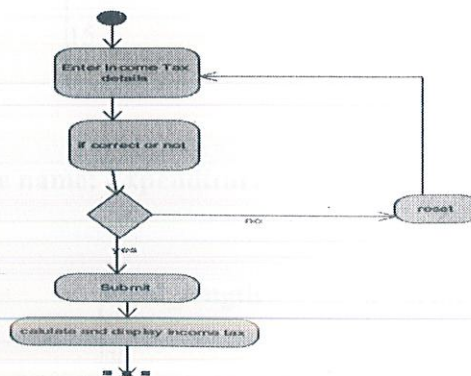 Enter Income Tax
details
if correct or not
no
reset
yes
Submit
calulate and display income tax